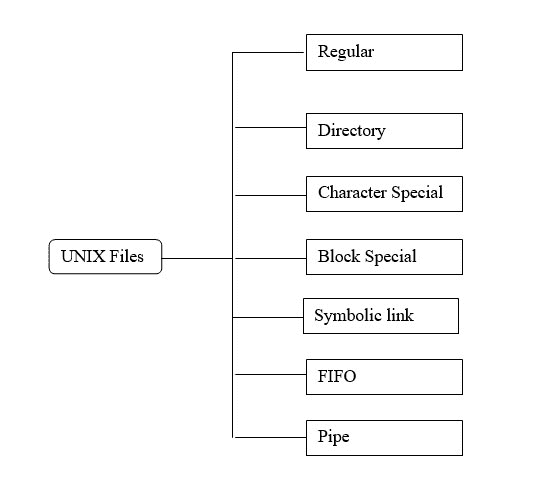 Regular
Directory
Character Special
UNIX Files
Block Special
Symbolic link
FIFO
Pipe